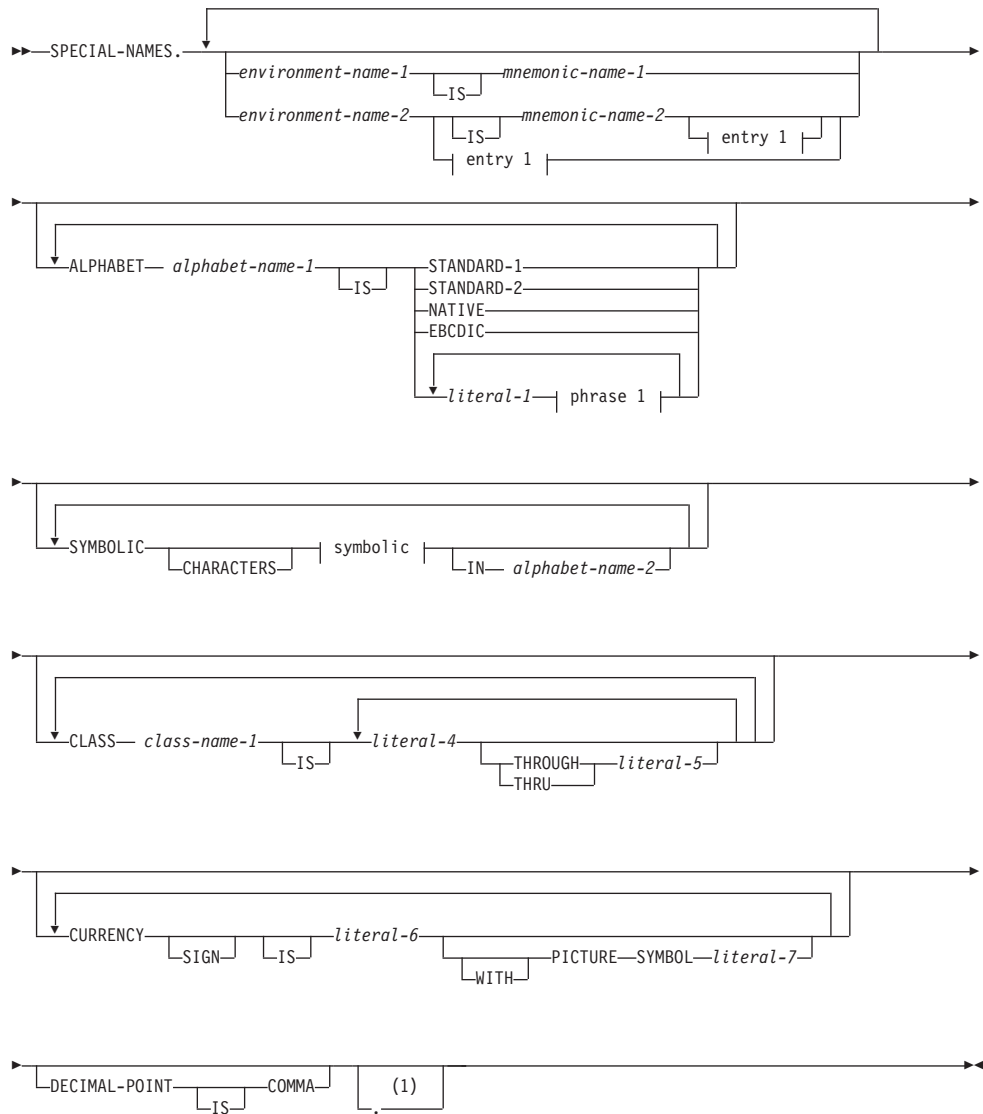 SPECIAL-NAMES.
environment-name-1 IS mnemonic-name-1
environment-name-2 IS mnemonic-name-2 entry 1
entry 1
ALPHABET alphabet-name-1 IS STANDARD-1
STANDARD-2
NATIVE
EBCDIC
literal-1 phrase 1
SYMBOLIC CHARACTERS symbolic IN alphabet-name-2
CLASS class-name-1 IS literal-4 THROUGH literal-5
THRU
CURRENCY SIGN IS literal-6 WITH PICTURE SYMBOL literal-7
DECIMAL-POINT IS COMMA (1)
.